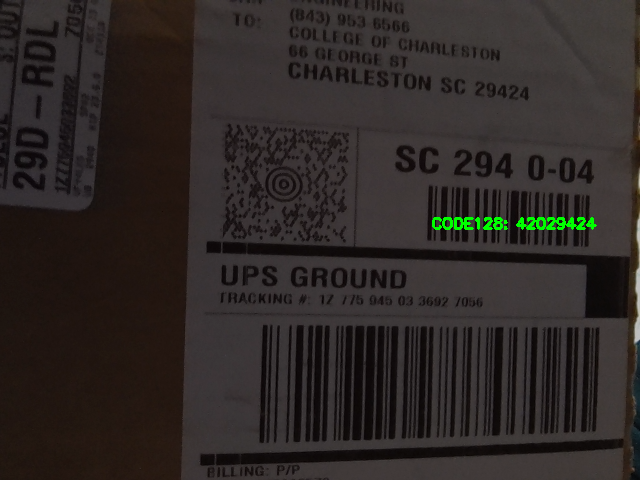 TO:
ENGINEERING
(843) 953-6566
COLLEGE OF CHARLESTON
66 GEORGE ST
CHARLESTON SC 29424
SC 294 0-04
CODE128: 42029424
UPS GROUND
TRACKING #: 1Z 775 045 03 3692 7056
BILLING: P/P
29D-RDL